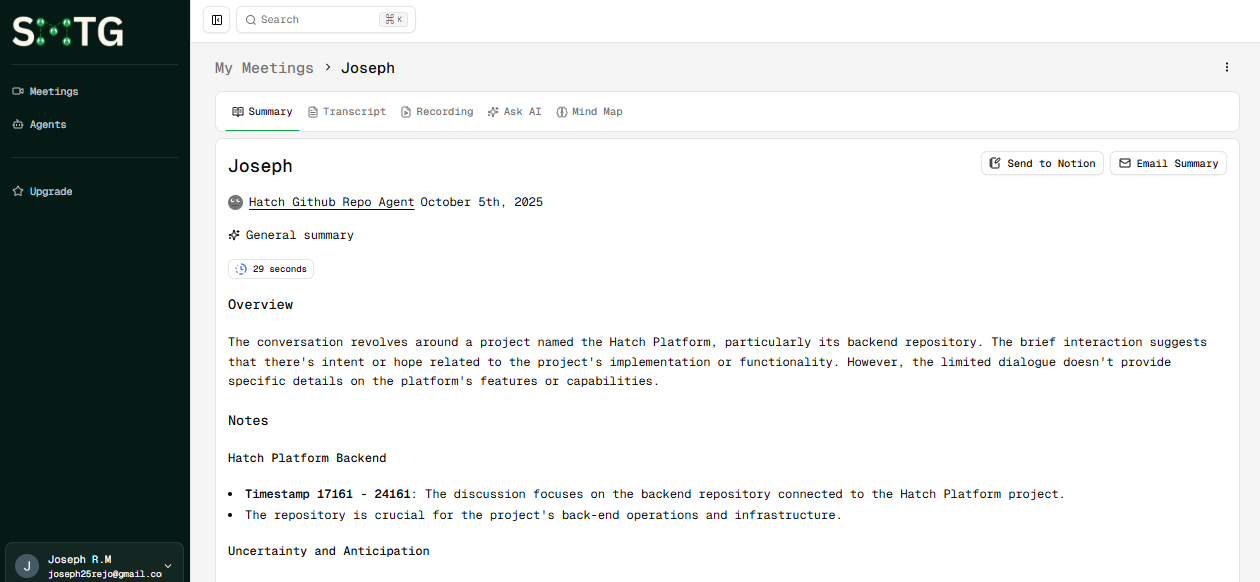 SMTG
Search
⌘ K
Meetings
Agents
Upgrade
My Meetings > Joseph
Summary Transcript Recording Ask AI Mind Map
Joseph
Send to Notion Email Summary
Hatch Github Repo Agent October 5th, 2025
General summary
29 seconds
Overview
The conversation revolves around a project named the Hatch Platform, particularly its backend repository. The brief interaction suggests
that there's intent or hope related to the project's implementation or functionality. However, the limited dialogue doesn't provide
specific details on the platform's features or capabilities.
Notes
Hatch Platform Backend
• Timestamp 17161 - 24161: The discussion focuses on the backend repository connected to the Hatch Platform project.
• The repository is crucial for the project's back-end operations and infrastructure.
Uncertainty and Anticipation
J
Joseph R.M
joseph25rejo@gmail.co